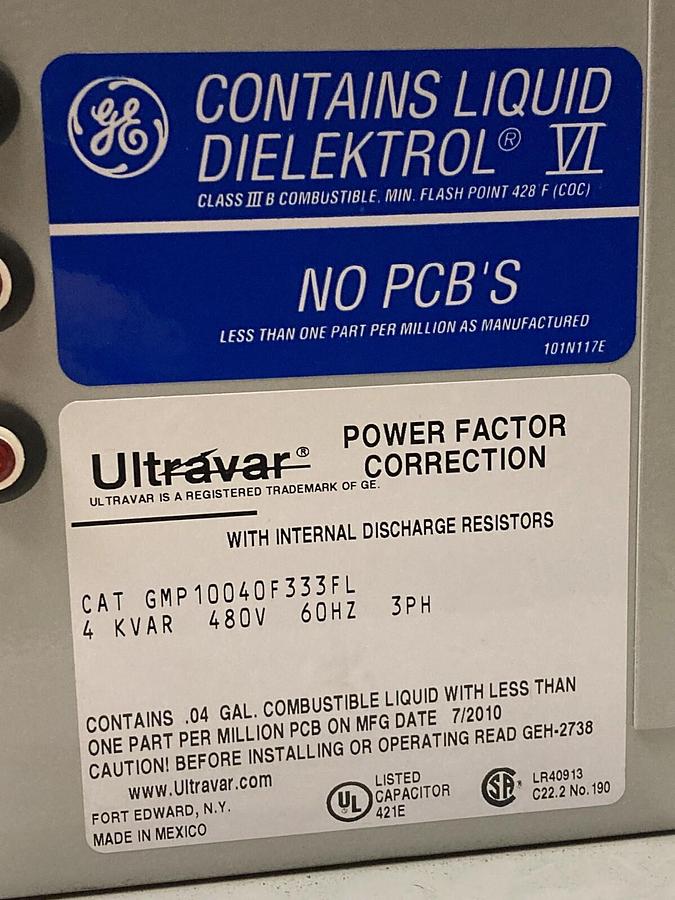 GE
CONTAINS LIQUID
DIELEKTROL® VI
CLASS III B COMBUSTIBLE, MIN. FLASH POINT 428°F (COC)
NO PCB'S
LESS THAN ONE PART PER MILLION AS MANUFACTURED
101N117E
Ultravar® POWER FACTOR
CORRECTION
ULTRAVAR IS A REGISTERED TRADEMARK OF GE.
WITH INTERNAL DISCHARGE RESISTORS
CAT GMP10040F333FL
4 KVAR 480V 60HZ 3PH
CONTAINS .04 GAL. COMBUSTIBLE LIQUID WITH LESS THAN
ONE PART PER MILLION PCB ON MFG DATE 7/2010
CAUTION! BEFORE INSTALLING OR OPERATING READ GEH-2738
www.Ultravar.com
FORT EDWARD, N.Y.
MADE IN MEXICO
UL LISTED
CAPACITOR
421E
SA® LR40913
C22.2 No.190